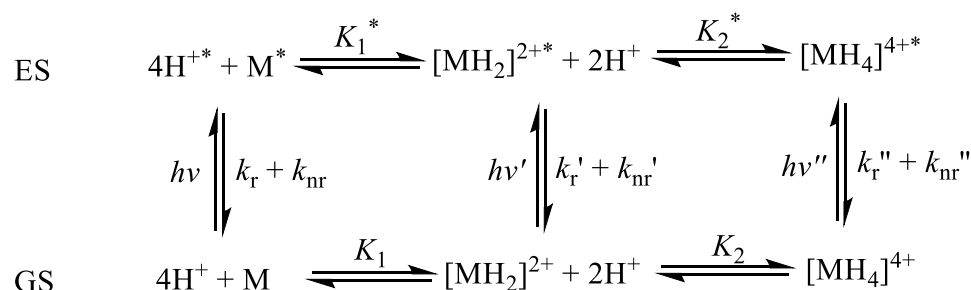 K₁* K₂*
ES 4H⁺* + M* [MH₂]²⁺* + 2H⁺ [MH₄]⁴⁺*
hν kᵣ + kₙᵣ hν' kᵣ' + kₙᵣ' hν'' kᵣ'' + kₙᵣ''
K₁ K₂
GS 4H⁺ + M [MH₂]²⁺ + 2H⁺ [MH₄]⁴⁺